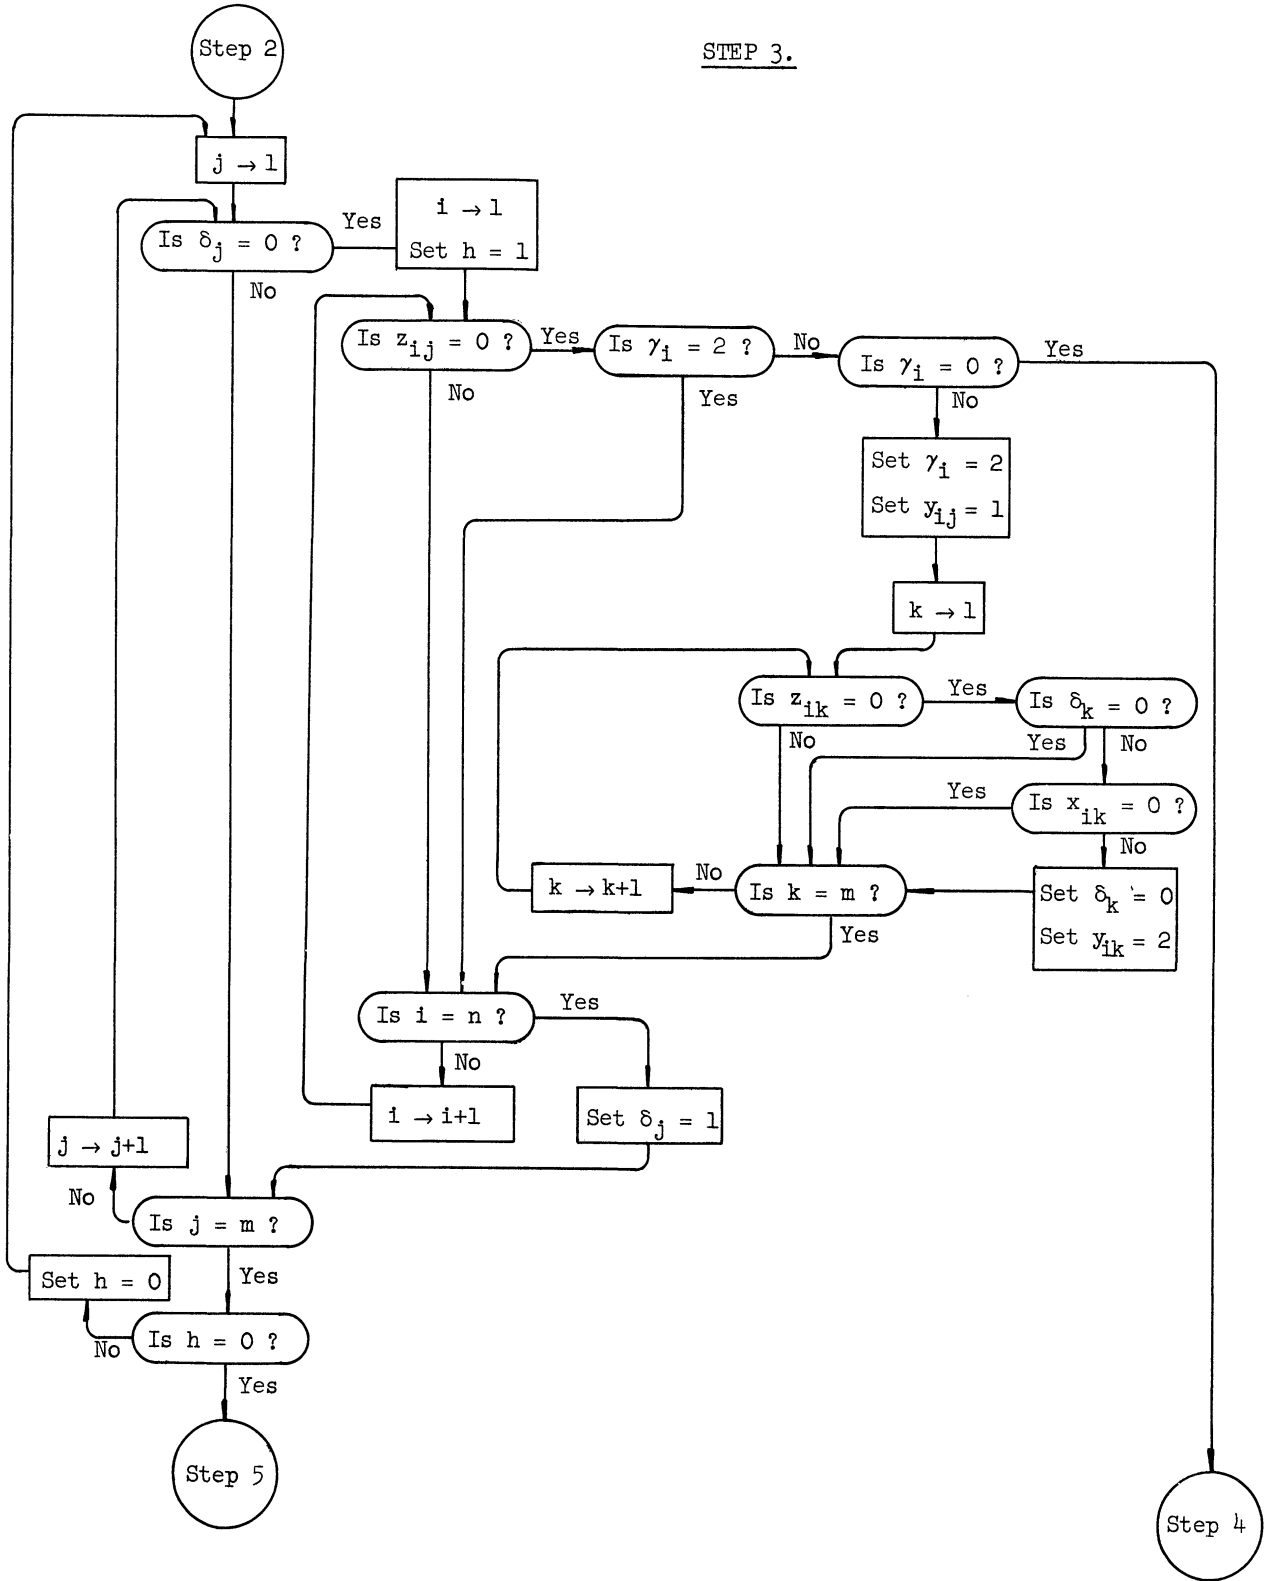 Step 2
STEP 3.
j → 1
Is δj = 0 ?
Yes
i → 1
Set h = 1
No
Is zij = 0 ?
Yes
Is γi = 2 ?
No
Is γi = 0 ?
Yes
No
Yes
No
Set γi = 2
Set yij = 1
k → 1
Is zik = 0 ?
Yes
Is δk = 0 ?
No
Yes
No
Yes
Is xik = 0 ?
No
k → k+1
No
Is k = m ?
Set δk = 0
Set yik = 2
Yes
Is i = n ?
Yes
No
i → i+1
Set δj = 1
j → j+1
No
Is j = m ?
Set h = 0
Yes
No
Is h = 0 ?
Yes
Step 5
Step 4